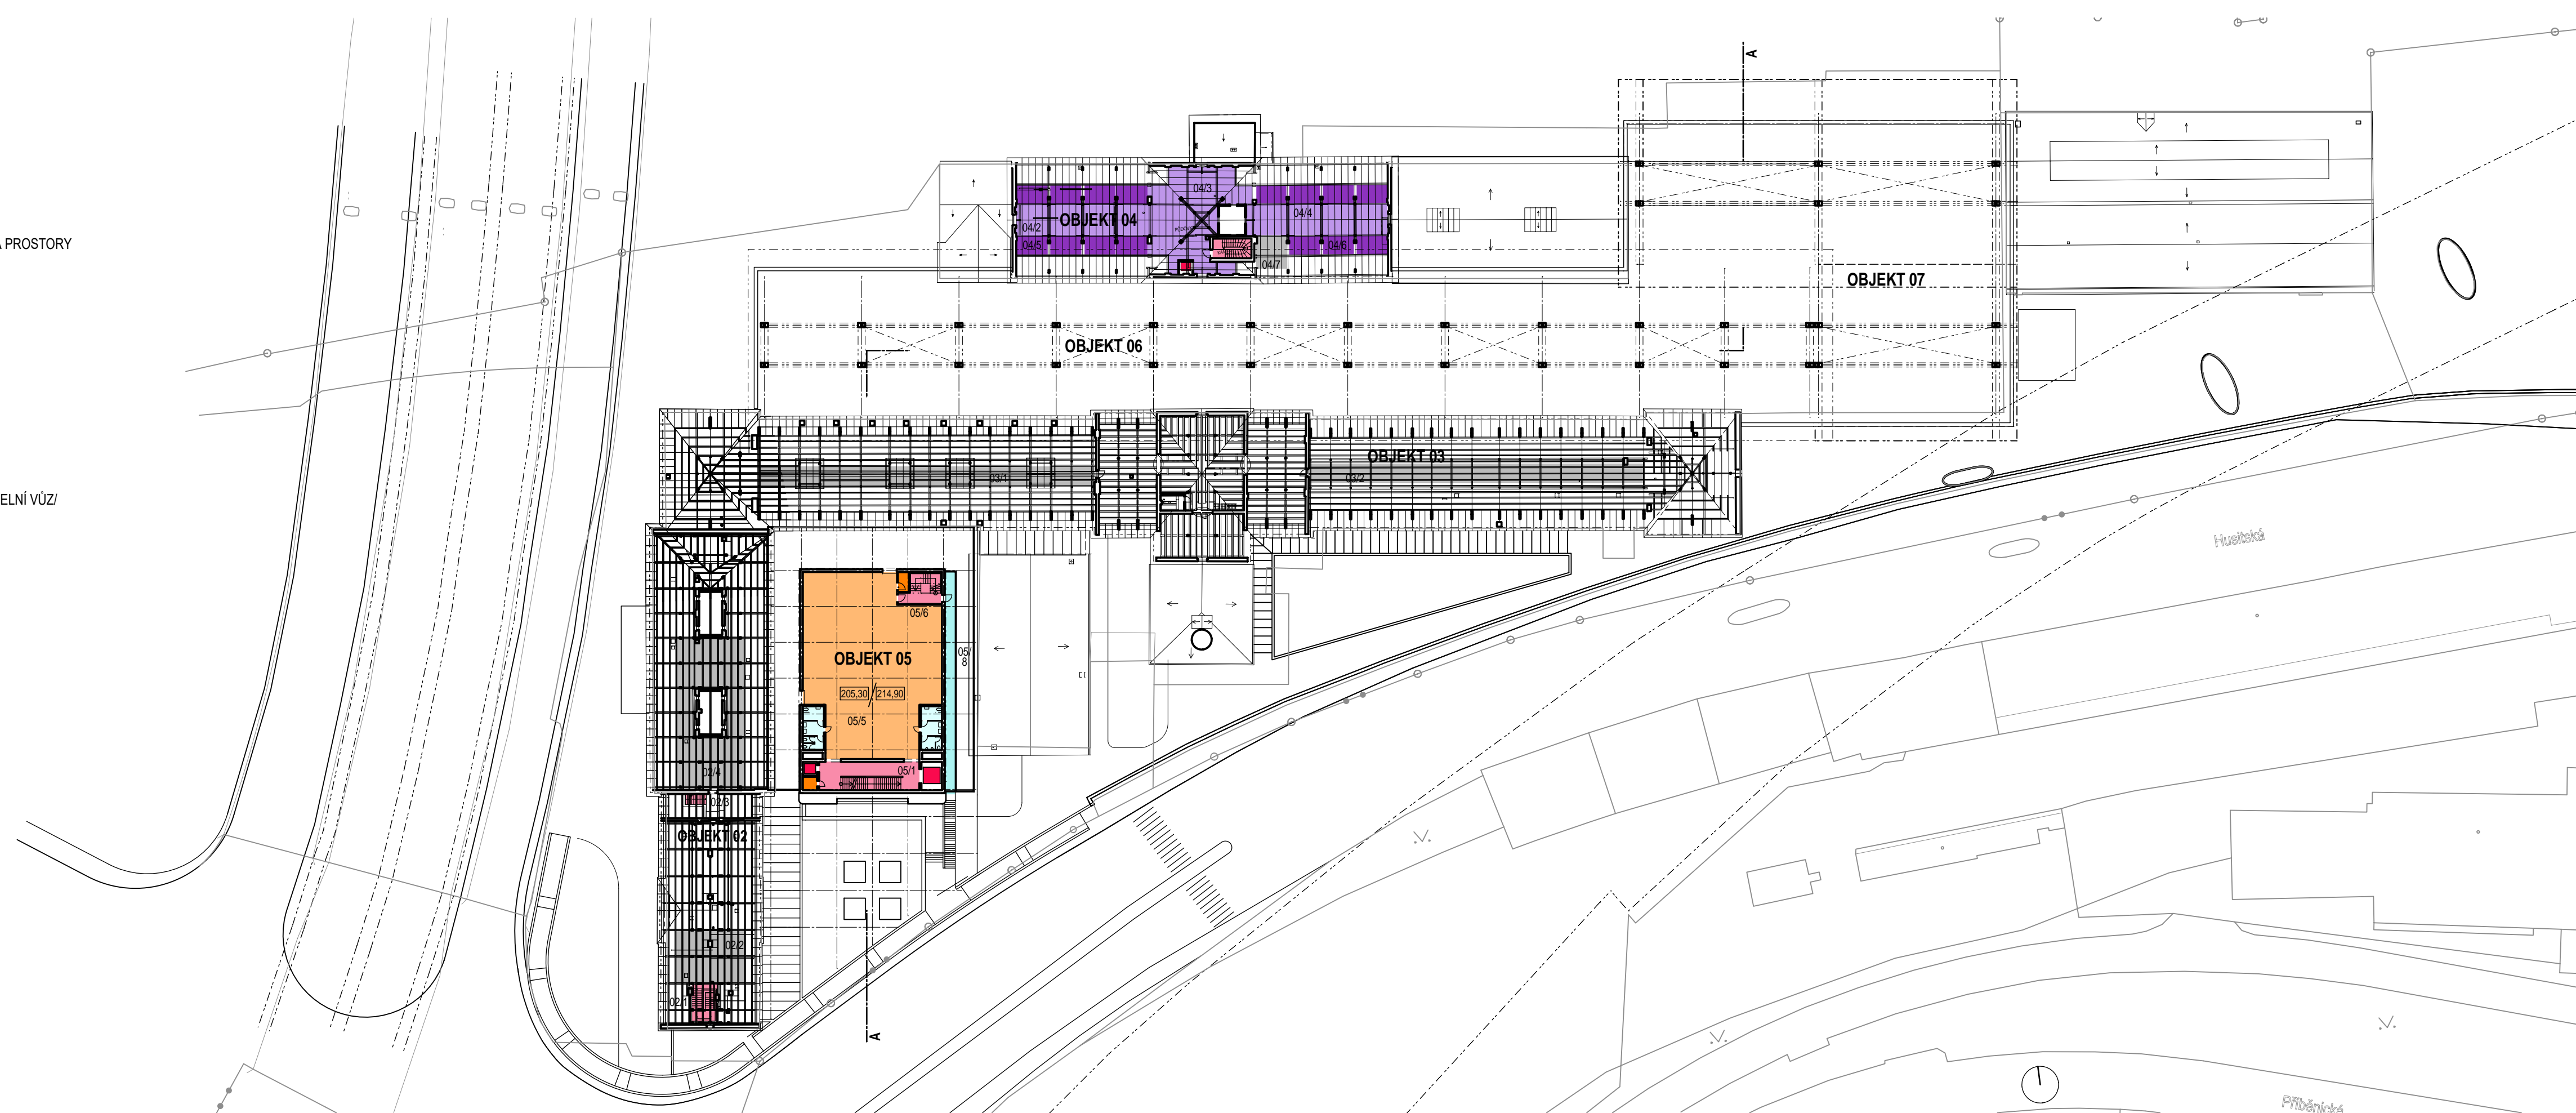 A
04/3
04/4
OBJEKT 04
04/2
04/5
04/6
04/7
A PROSTORY
OBJEKT 07
OBJEKT 06
OBJEKT 03
03/1
03/2
ELNÍ VŮZ/
Husitská
05/6
OBJEKT 05
05/
8
205,30 / 214,90
05/5
05/1
02/4
02/3
OBJEKT 02
02/2
02/1
A
Příběnická